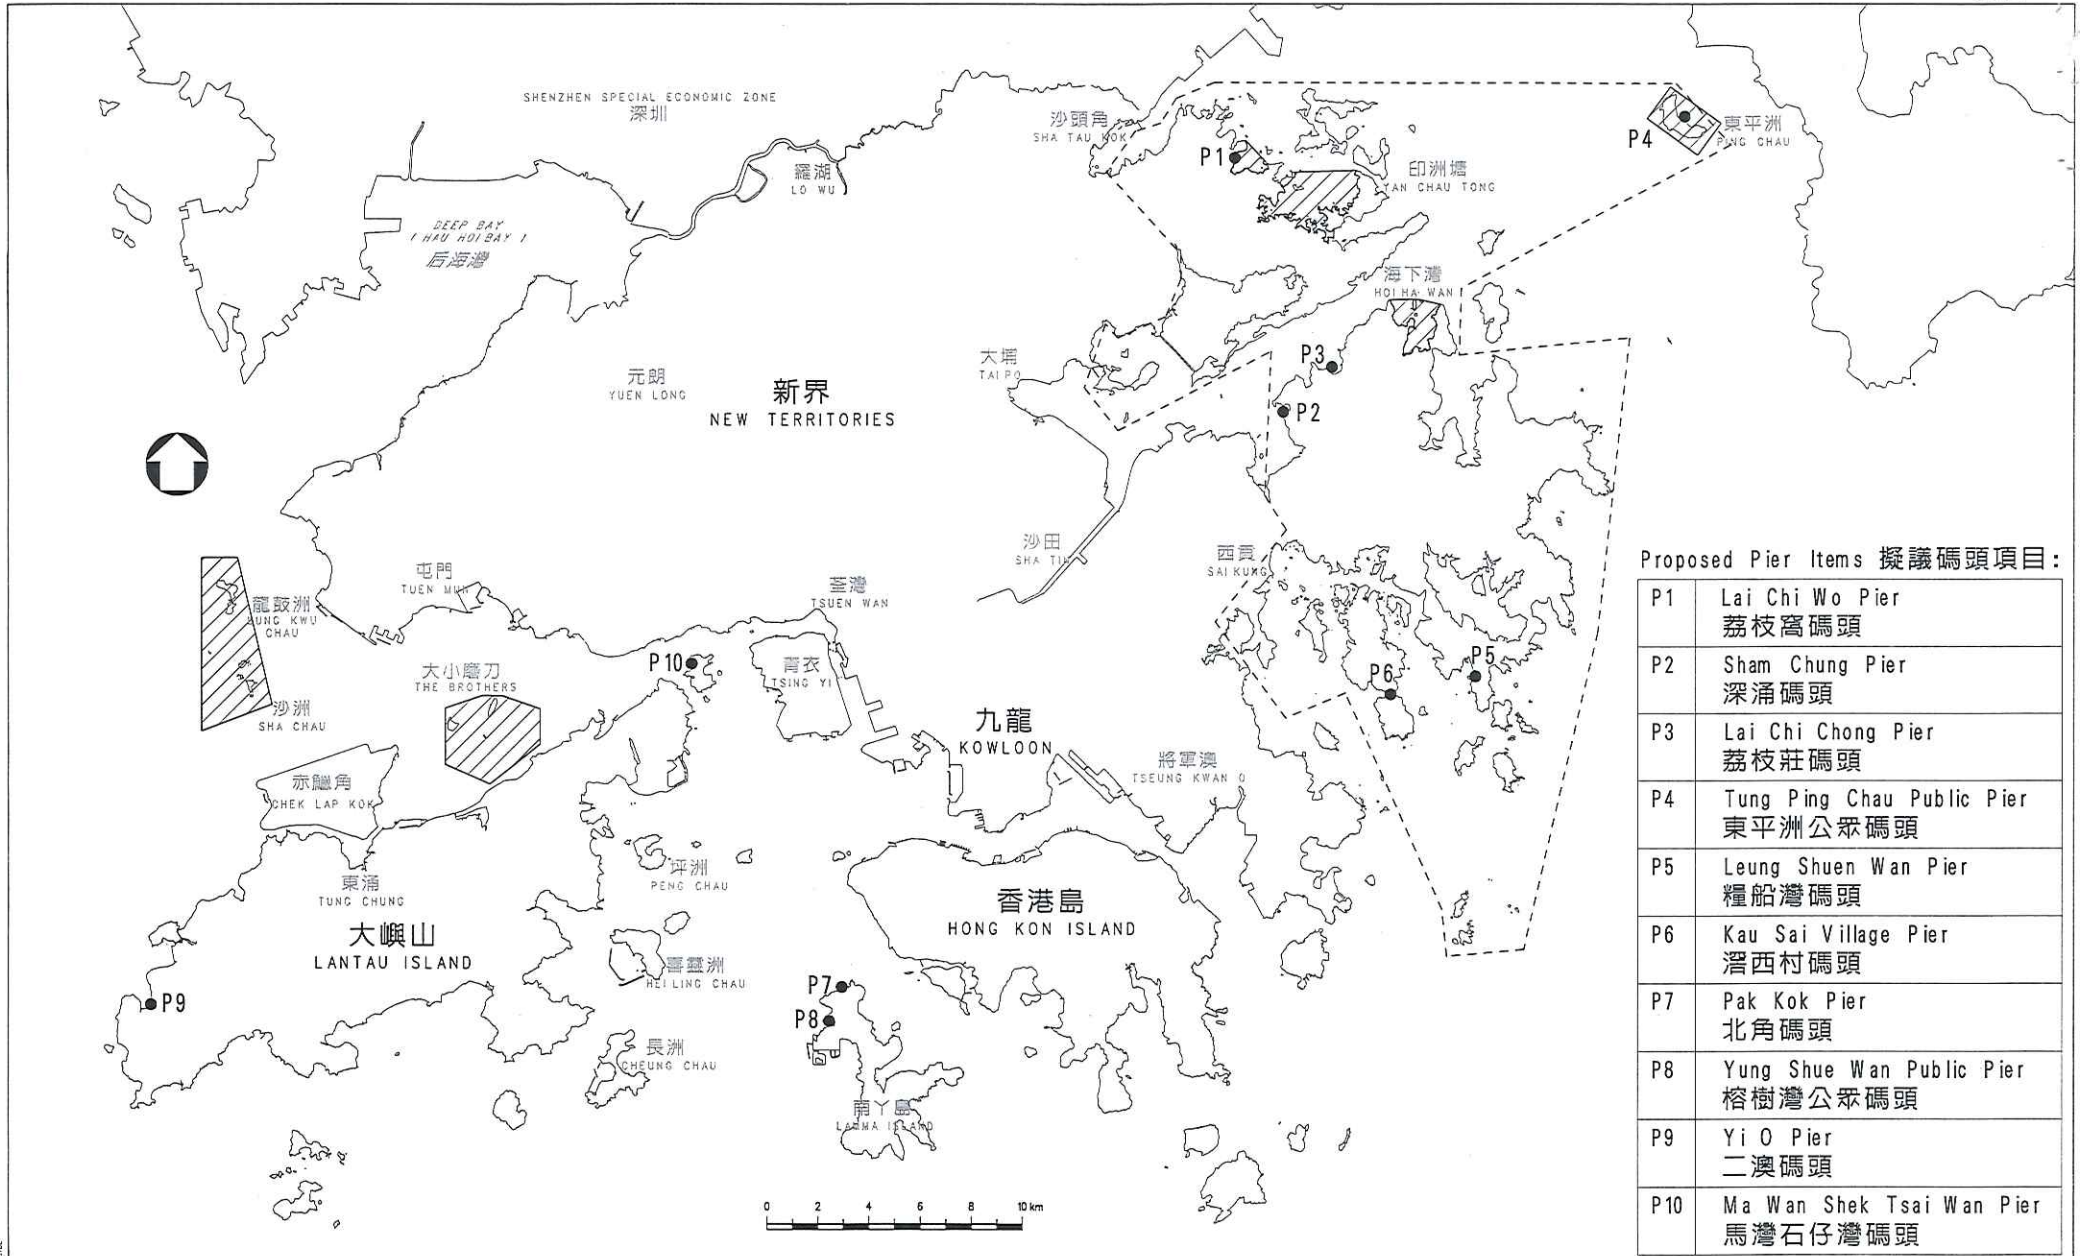 SHENZHEN SPECIAL ECONOMIC ZONE
深圳
沙頭角
SHA TAU KOK
P4
東平洲
PING CHAU
P1
羅湖
LO WU
印洲塘
YAN CHAU TONG
DEEP BAY
( HAU HOI BAY )
后海灣
海下灣
HOI HA WAN
大埔
TAI PO
P3
元朗
YUEN LONG
新界
NEW TERRITORIES
P2
沙田
SHA TIN
西貢
SAI KUNG
屯門
TUEN MUN
荃灣
TSUEN WAN
龍鼓洲
LUNG KWU
CHAU
大小磨刀
THE BROTHERS
P10
青衣
TSING YI
P6
P5
沙洲
SHA CHAU
九龍
KOWLOON
將軍澳
TSEUNG KWAN O
赤鱲角
CHEK LAP KOK
坪洲
PENG CHAU
東涌
TUNG CHUNG
香港島
HONG KON ISLAND
大嶼山
LANTAU ISLAND
喜靈洲
HEI LING CHAU
P9
P7
P8
長洲
CHEUNG CHAU
南丫島
LAMMA ISLAND
0 2 4 6 8 10 km
Proposed Pier Items 擬議碼頭項目:
P1 Lai Chi Wo Pier
荔枝窩碼頭
P2 Sham Chung Pier
深涌碼頭
P3 Lai Chi Chong Pier
荔枝莊碼頭
P4 Tung Ping Chau Public Pier
東平洲公眾碼頭
P5 Leung Shuen Wan Pier
糧船灣碼頭
P6 Kau Sai Village Pier
滘西村碼頭
P7 Pak Kok Pier
北角碼頭
P8 Yung Shue Wan Public Pier
榕樹灣公眾碼頭
P9 Yi O Pier
二澳碼頭
P10 Ma Wan Shek Tsai Wan Pier
馬灣石仔灣碼頭